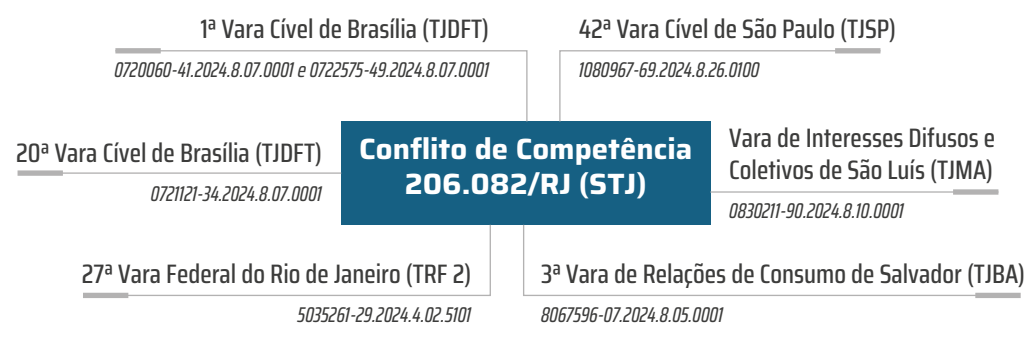 1ª Vara Cível de Brasília (TJDFT)
0720060-41.2024.8.07.0001 e 0722575-49.2024.8.07.0001
42ª Vara Cível de São Paulo (TJSP)
1080967-69.2024.8.26.0100
20ª Vara Cível de Brasília (TJDFT)
0721121-34.2024.8.07.0001
Conflito de Competência
206.082/RJ (STJ)
Vara de Interesses Difusos e
Coletivos de São Luís (TJMA)
0830211-90.2024.8.10.0001
27ª Vara Federal do Rio de Janeiro (TRF 2)
5035261-29.2024.4.02.5101
3ª Vara de Relações de Consumo de Salvador (TJBA)
8067596-07.2024.8.05.0001